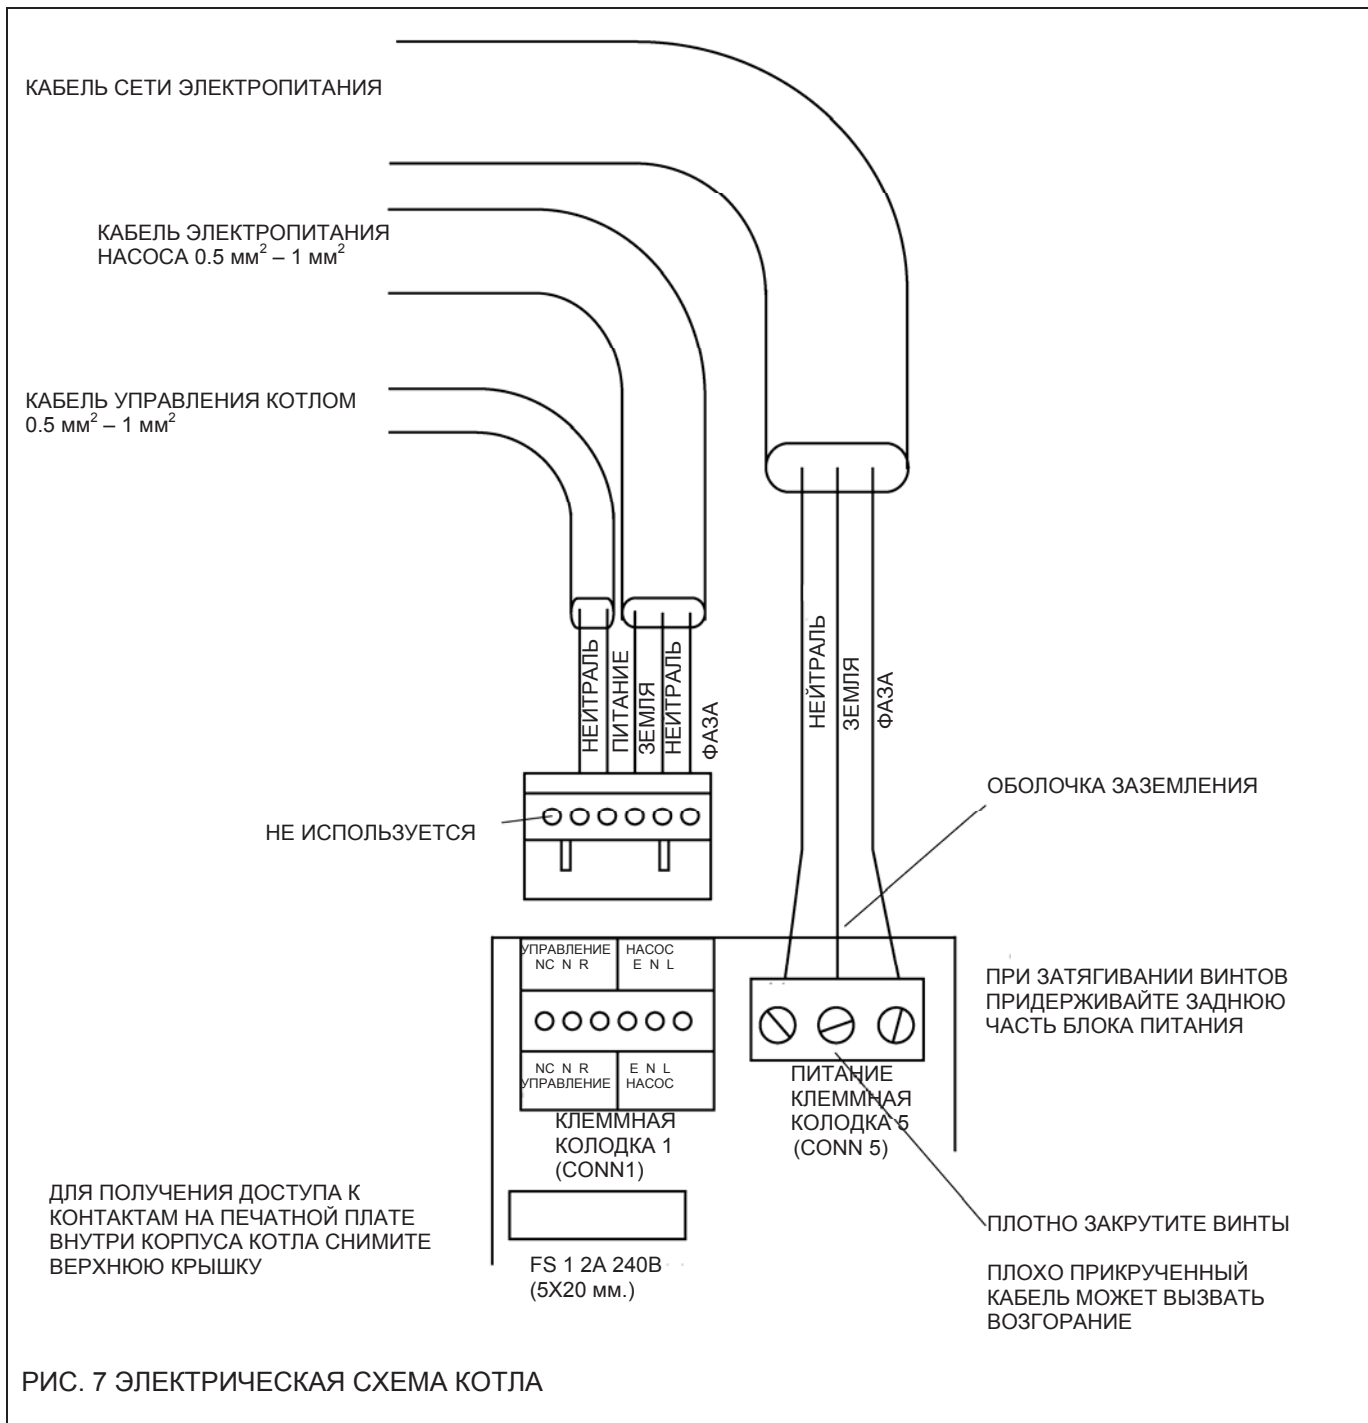 КАБЕЛЬ СЕТИ ЭЛЕКТРОПИТАНИЯ
КАБЕЛЬ ЭЛЕКТРОПИТАНИЯ
НАСОСА 0.5 мм² – 1 мм²
КАБЕЛЬ УПРАВЛЕНИЯ КОТЛОМ
0.5 мм² – 1 мм²
НЕЙТРАЛЬ
ПИТАНИЕ
ЗЕМЛЯ
НЕЙТРАЛЬ
ФАЗА
НЕЙТРАЛЬ
ЗЕМЛЯ
ФАЗА
ОБОЛОЧКА ЗАЗЕМЛЕНИЯ
НЕ ИСПОЛЬЗУЕТСЯ
УПРАВЛЕНИЕ
NC N R
НАСОС
E N L
NC N R
УПРАВЛЕНИЕ
E N L
НАСОС
КЛЕММНАЯ
КОЛОДКА 1
(CONN1)
ПИТАНИЕ
КЛЕММНАЯ
КОЛОДКА 5
(CONN 5)
ПРИ ЗАТЯГИВАНИИ ВИНТОВ
ПРИДЕРЖИВАЙТЕ ЗАДНЮЮ
ЧАСТЬ БЛОКА ПИТАНИЯ
ДЛЯ ПОЛУЧЕНИЯ ДОСТУПА К
КОНТАКТАМ НА ПЕЧАТНОЙ ПЛАТЕ
ВНУТРИ КОРПУСА КОТЛА СНИМИТЕ
ВЕРХНЮЮ КРЫШКУ
FS 1 2A 240В
(5X20 мм.)
ПЛОТНО ЗАКРУТИТЕ ВИНТЫ
ПЛОХО ПРИКРУЧЕННЫЙ
КАБЕЛЬ МОЖЕТ ВЫЗВАТЬ
ВОЗГОРАНИЕ
РИС. 7 ЭЛЕКТРИЧЕСКАЯ СХЕМА КОТЛА